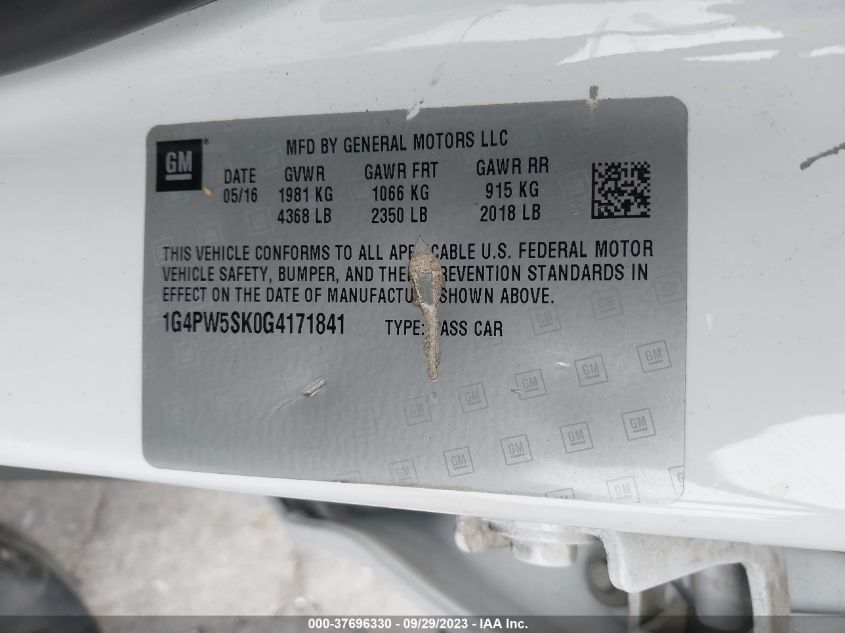 GM
MFD BY GENERAL MOTORS LLC
DATE GVWR GAWR FRT GAWR RR
05/16 1981 KG 1066 KG 915 KG
4368 LB 2350 LB 2018 LB
THIS VEHICLE CONFORMS TO ALL APP CABLE U.S. FEDERAL MOTOR
VEHICLE SAFETY, BUMPER, AND THEF REVENTION STANDARDS IN
EFFECT ON THE DATE OF MANUFACTUR SHOWN ABOVE.
1G4PW5SK0G4171841 TYPE: ASS CAR
000-37696330 - 09/29/2023 - IAA Inc.